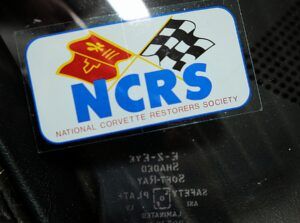 NCRS
NATIONAL CORVETTE RESTORERS SOCIETY
E-Z-EYE
SHADED
SOFT-RAY
SAFETY PLATE
LAMINATED